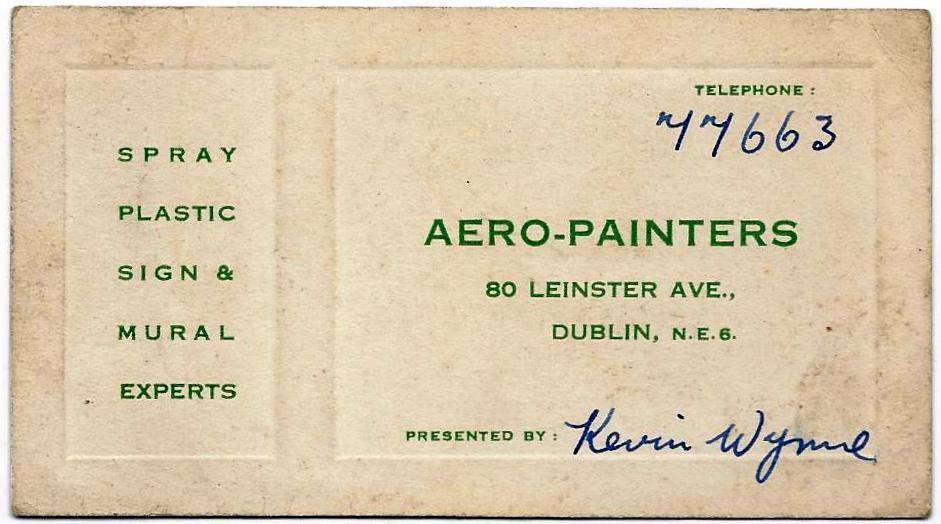 SPRAY
PLASTIC
SIGN &
MURAL
EXPERTS
TELEPHONE :
77663
AERO-PAINTERS
80 LEINSTER AVE.,
DUBLIN, N.E.6.
PRESENTED BY : Kevin Wynne